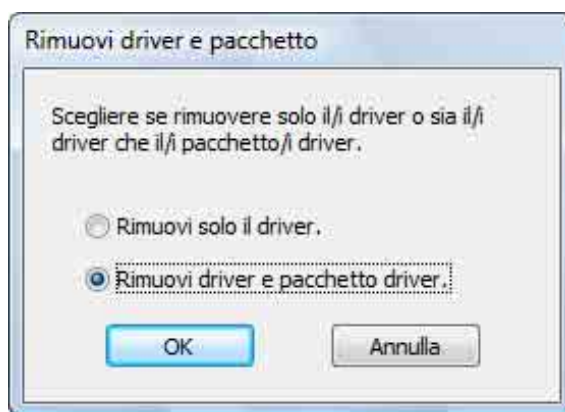 Rimuovi driver e pacchetto
Scegliere se rimuovere solo il/i driver o sia il/i
driver che il/i pacchetto/i driver.
Rimuovi solo il driver.
Rimuovi driver e pacchetto driver.
OK
Annulla